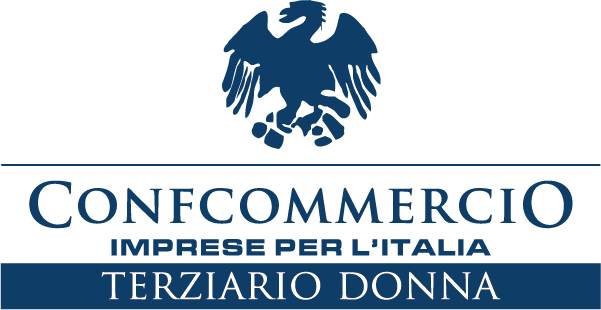 CONFCOMMERCIO
IMPRESE PER L'ITALIA
TERZIARIO DONNA